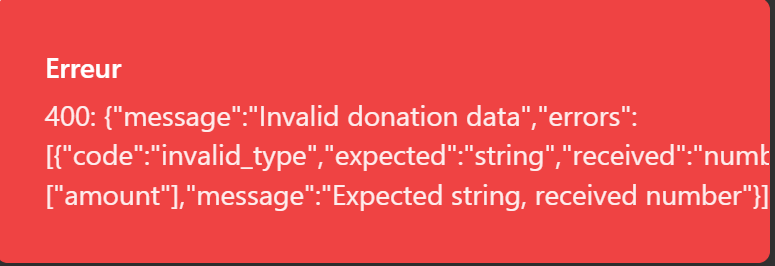 Erreur
400: {"message":"Invalid donation data","errors":
[{"code":"invalid_type","expected":"string","received":"numb
["amount"],"message":"Expected string, received number"}]